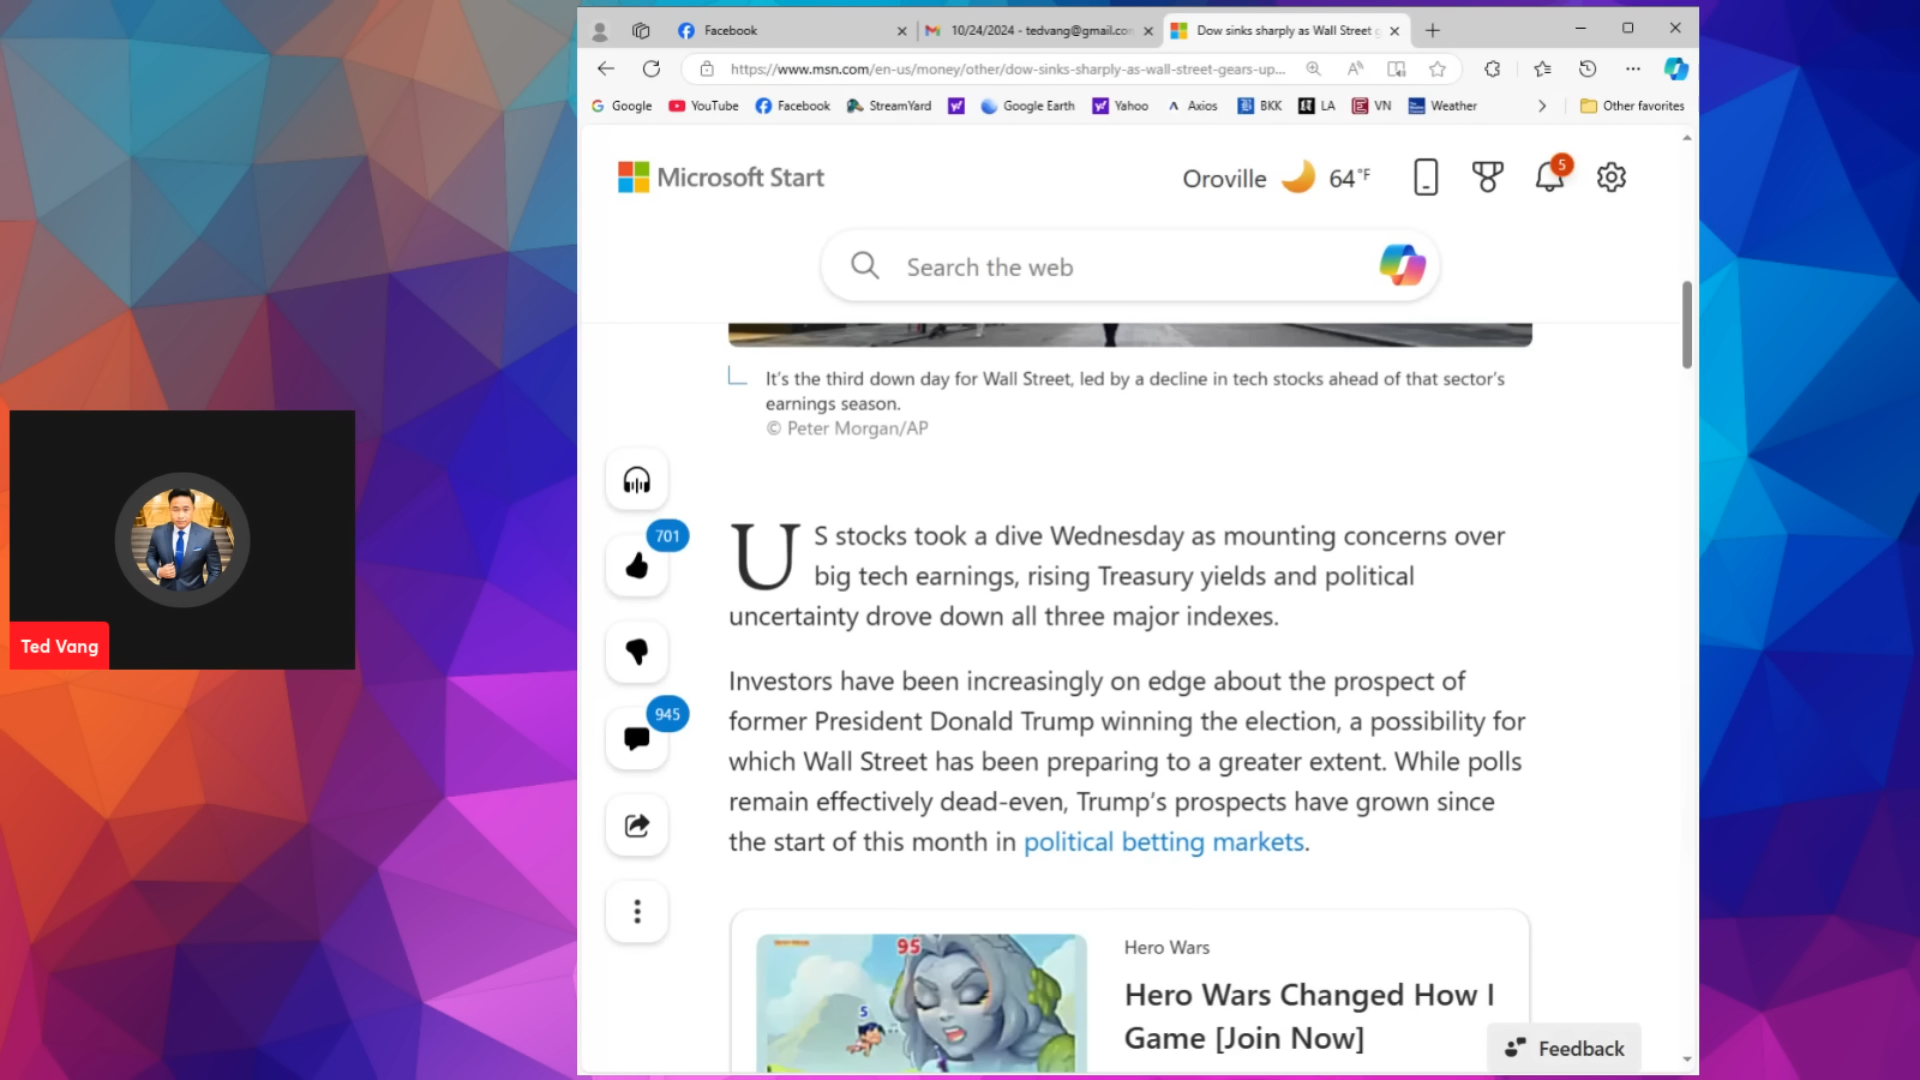 Facebook
10/24/2024 - tedvang@gmail.co
Dow sinks sharply as Wall Street g
https://www.msn.com/en-us/money/other/dow-sinks-sharply-as-wall-street-gears-up...
Google
YouTube
Facebook
StreamYard
Google Earth
Yahoo
Axios
BKK
LA
VN
Weather
Other favorites
Microsoft Start
Oroville
64°F
5
Search the web
It's the third down day for Wall Street, led by a decline in tech stocks ahead of that sector's
earnings season.
© Peter Morgan/AP
701
US stocks took a dive Wednesday as mounting concerns over
big tech earnings, rising Treasury yields and political
uncertainty drove down all three major indexes.
Ted Vang
945
Investors have been increasingly on edge about the prospect of
former President Donald Trump winning the election, a possibility for
which Wall Street has been preparing to a greater extent. While polls
remain effectively dead-even, Trump's prospects have grown since
the start of this month in political betting markets.
95
5
Hero Wars
Hero Wars Changed How I
Game [Join Now]
Feedback